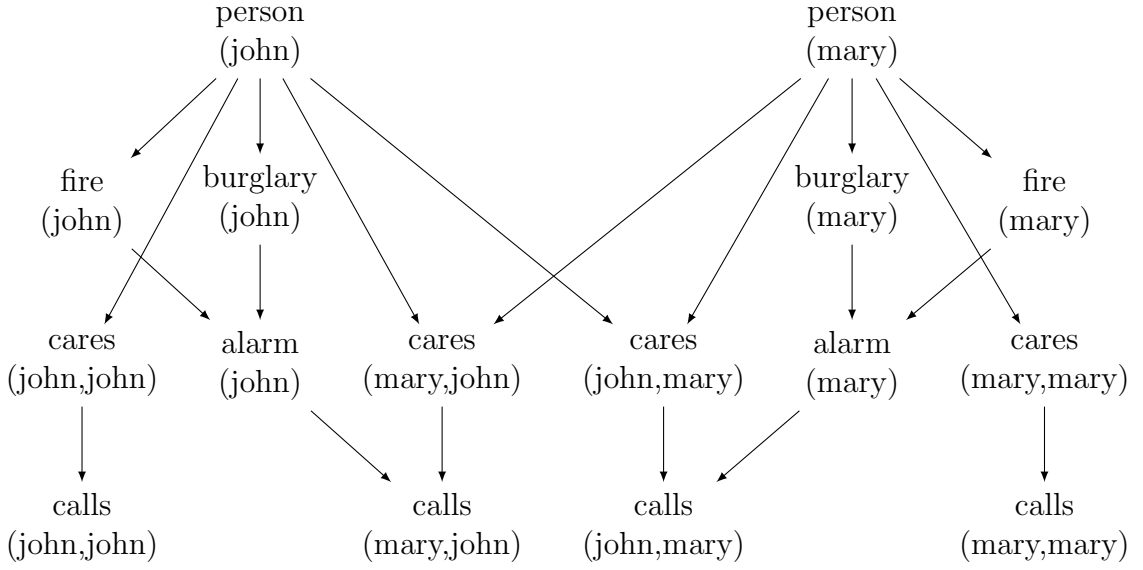 person
(john)
person
(mary)
fire
(john)
burglary
(john)
burglary
(mary)
fire
(mary)
cares
(john,john)
alarm
(john)
cares
(mary,john)
cares
(john,mary)
alarm
(mary)
cares
(mary,mary)
calls
(john,john)
calls
(mary,john)
calls
(john,mary)
calls
(mary,mary)